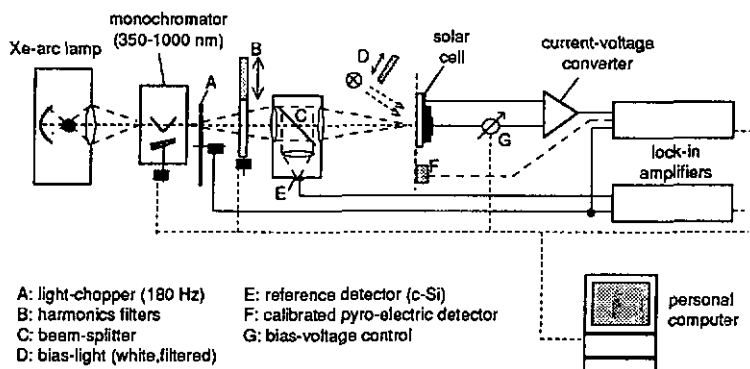 monochromator
(350-1000 nm)
Xe-arc lamp
A
B
C
D
E
F
G
solar
cell
current-voltage
converter
lock-in
amplifiers
personal
computer
A: light-chopper (180 Hz)
B: harmonics filters
C: beam-splitter
D: bias-light (white,filtered)
E: reference detector (c-Si)
F: calibrated pyro-electric detector
G: bias-voltage control